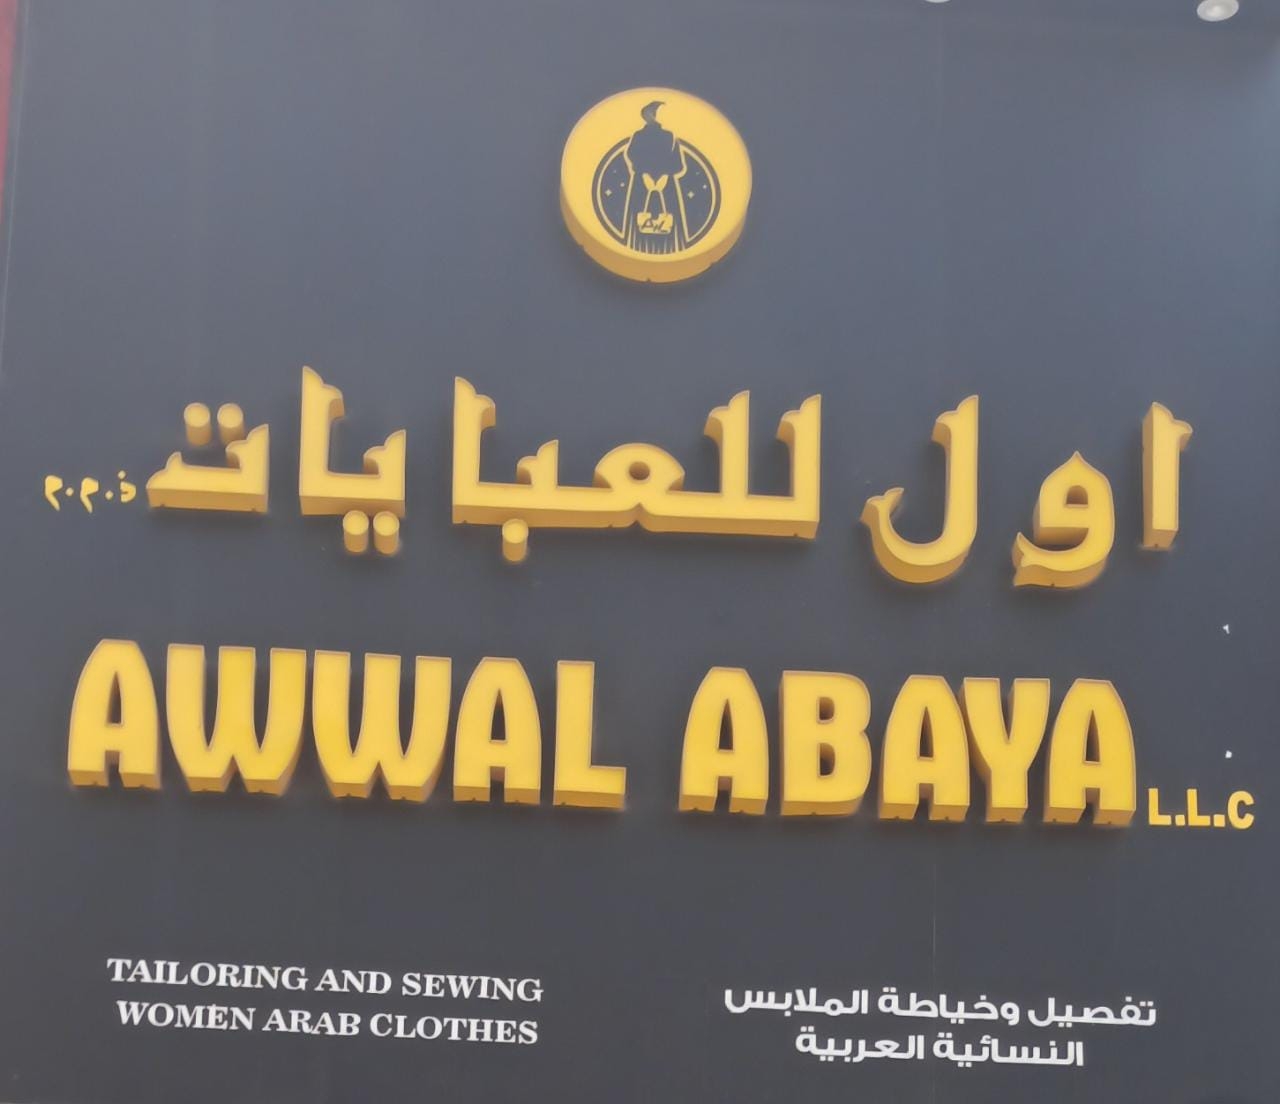 اول للعبايات ذ.م.م
AWWAL ABAYA L.L.C
TAILORING AND SEWING
WOMEN ARAB CLOTHES
تفصيل وخياطة الملابس
النسائية العربية